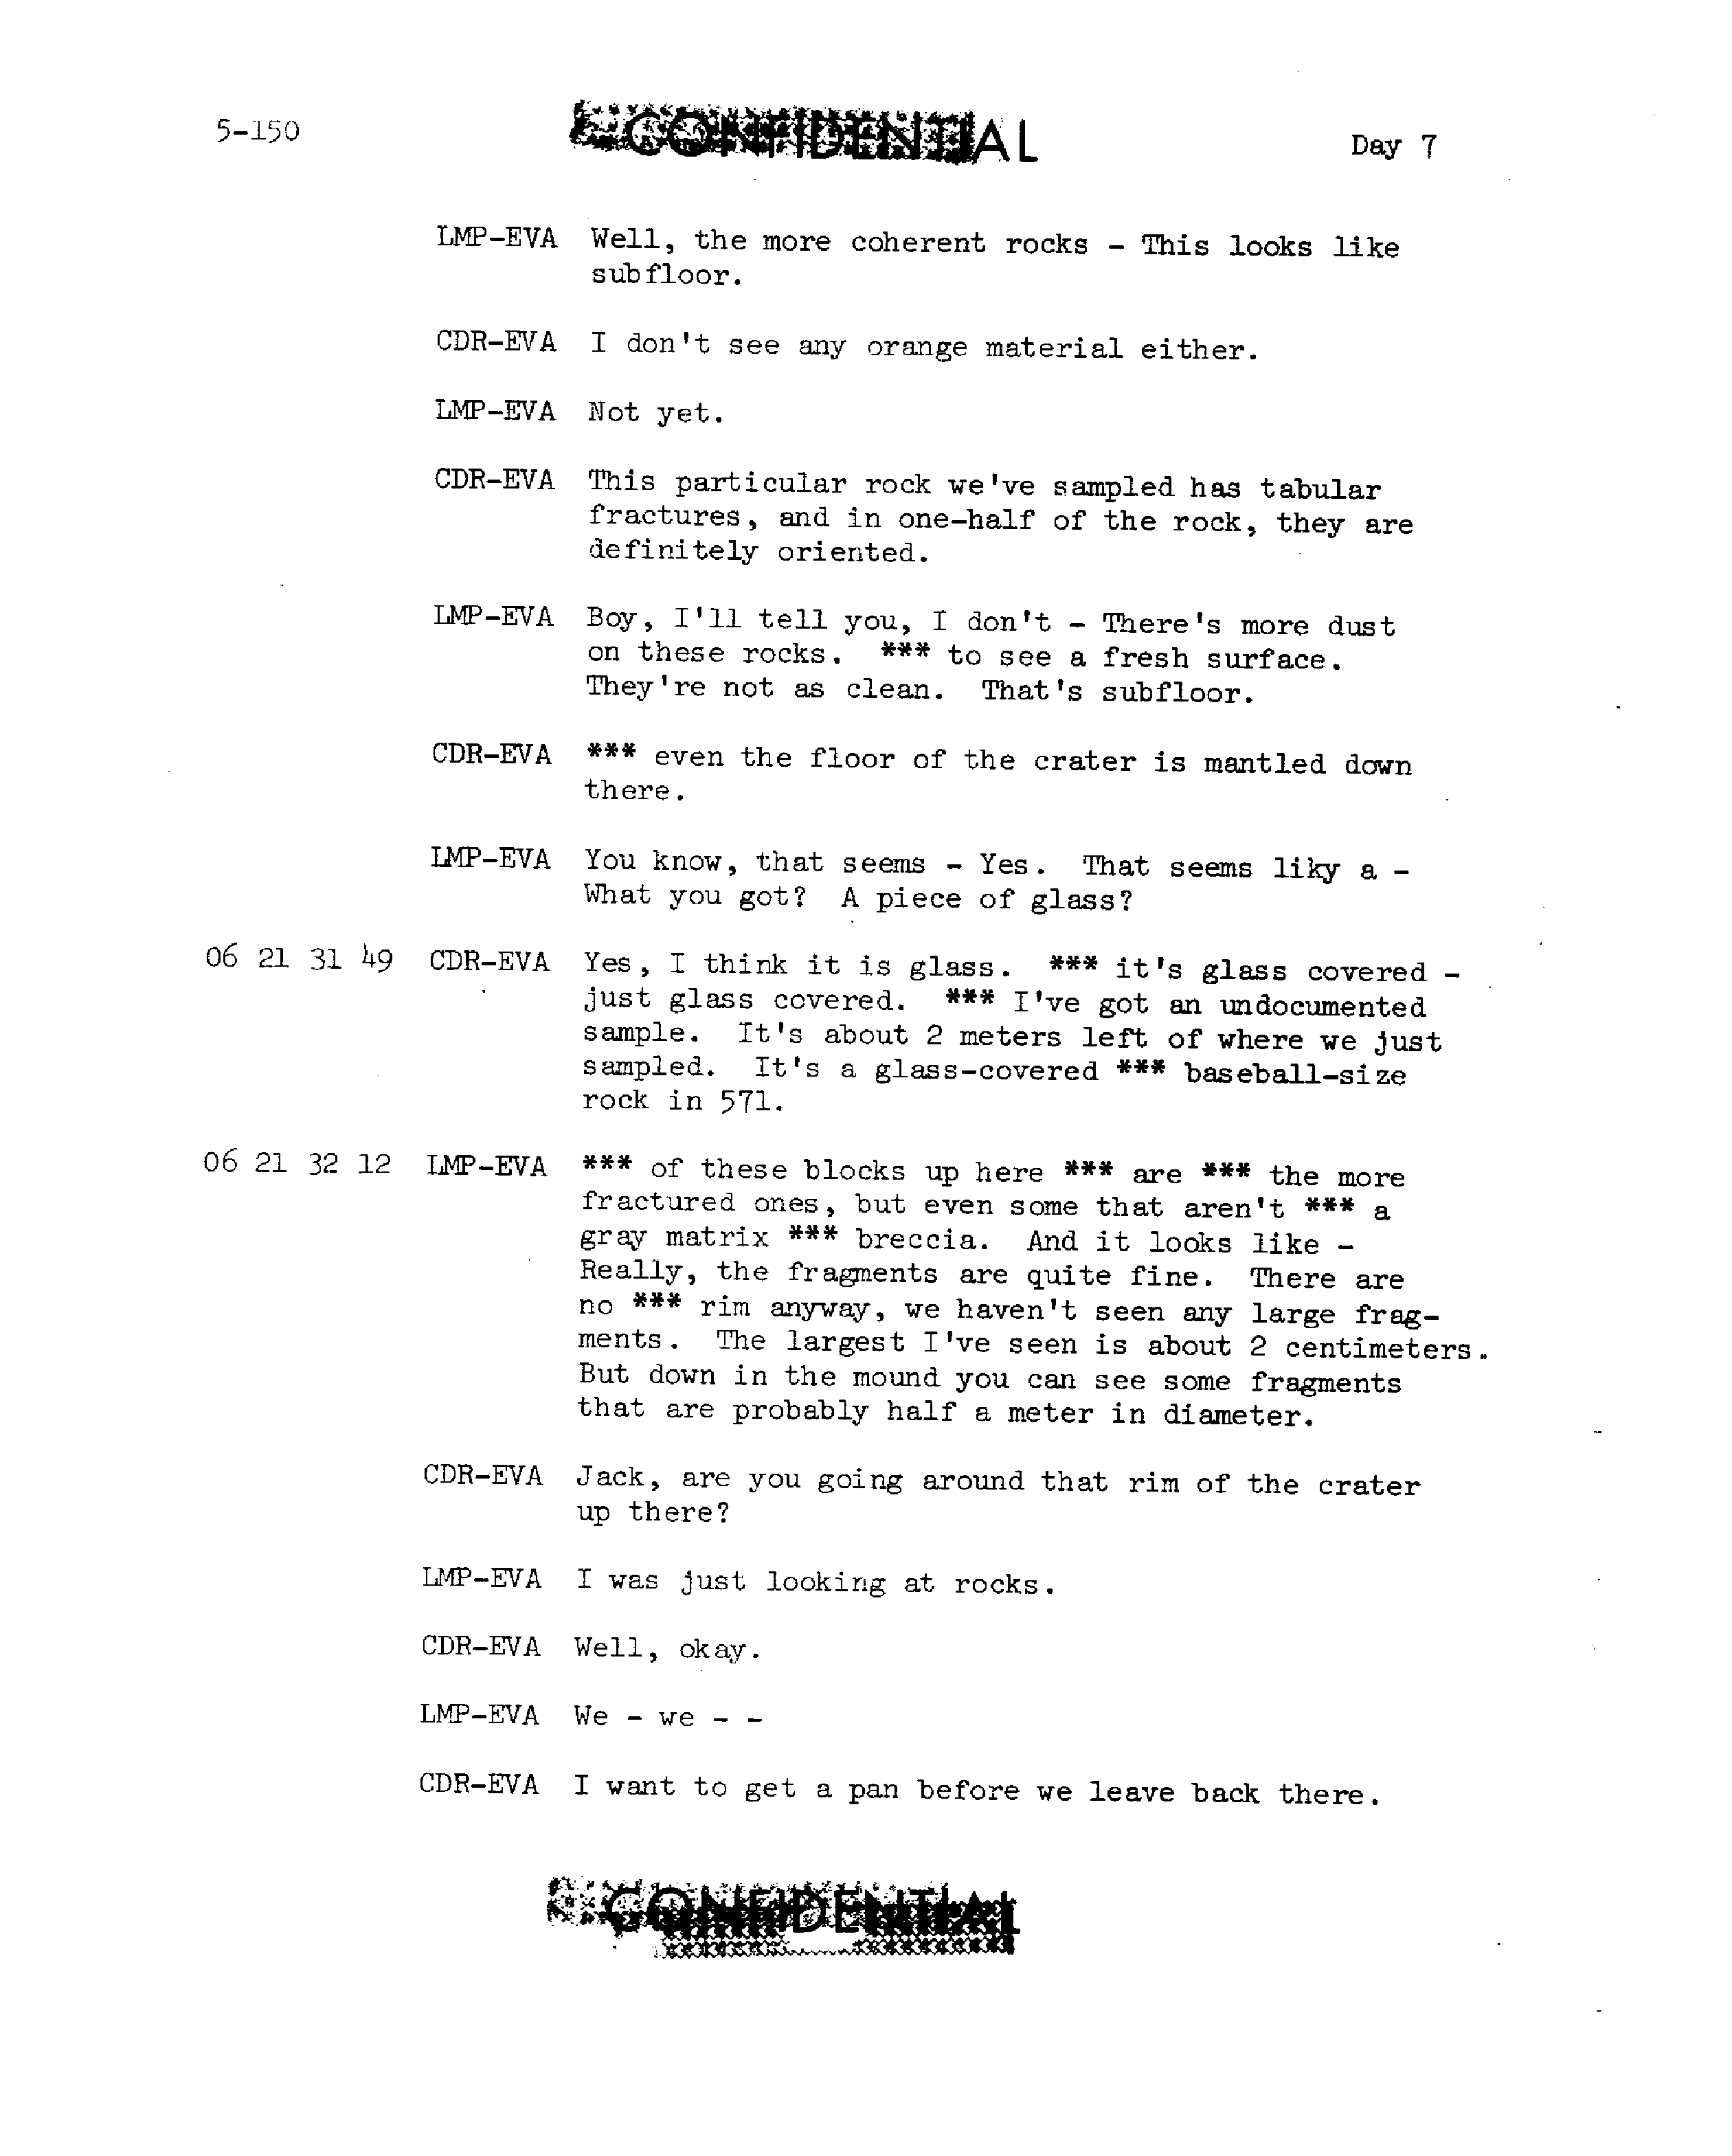 5-150 CONFIDENTIAL Day 7
LMP-EVA Well, the more coherent rocks - This looks like
subfloor.
CDR-EVA I don't see any orange material either.
LMP-EVA Not yet.
CDR-EVA This particular rock we've sampled has tabular
fractures, and in one-half of the rock, they are
definitely oriented.
LMP-EVA Boy, I'll tell you, I don't - There's more dust
on these rocks. *** to see a fresh surface.
They're not as clean. That's subfloor.
CDR-EVA *** even the floor of the crater is mantled down
there.
LMP-EVA You know, that seems - Yes. That seems liky a -
What you got? A piece of glass?
06 21 31 49 CDR-EVA Yes, I think it is glass. *** it's glass covered -
just glass covered. *** I've got an undocumented
sample. It's about 2 meters left of where we just
sampled. It's a glass-covered *** baseball-size
rock in 571.
06 21 32 12 LMP-EVA *** of these blocks up here *** are *** the more
fractured ones, but even some that aren't *** a
gray matrix *** breccia. And it looks like -
Really, the fragments are quite fine. There are
no *** rim anyway, we haven't seen any large frag-
ments. The largest I've seen is about 2 centimeters.
But down in the mound you can see some fragments
that are probably half a meter in diameter.
CDR-EVA Jack, are you going around that rim of the crater
up there?
LMP-EVA I was just looking at rocks.
CDR-EVA Well, okay.
LMP-EVA We - we - -
CDR-EVA I want to get a pan before we leave back there.
CONFIDENTIAL